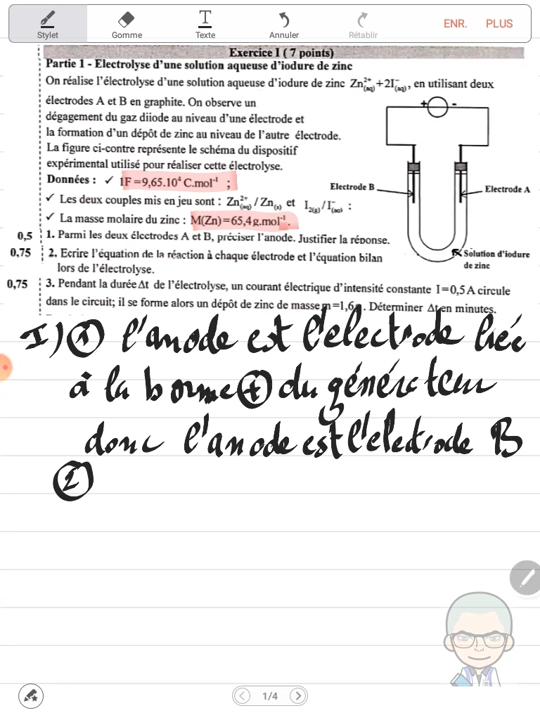 Stylet
Gomme
Texte
Annuler
Rétablir
ENR.
PLUS
Exercice I ( 7 points)
Partie 1 - Electrolyse d'une solution aqueuse d'iodure de zinc
On réalise l'électrolyse d'une solution aqueuse d'iodure de zinc Zn²⁺(aq) + 2I⁻(aq), en utilisant deux
électrodes A et B en graphite. On observe un
dégagement du gaz diiode au niveau d'une électrode et
la formation d'un dépôt de zinc au niveau de l'autre électrode.
La figure ci-contre représente le schéma du dispositif
expérimental utilisé pour réaliser cette électrolyse.
Données : ✓ 1F = 9,65.10⁴ C.mol⁻¹ ;
✓ Les deux couples mis en jeu sont : Zn²⁺(aq) / Zn(s) et I₂(g) / I⁻(aq) ;
✓ La masse molaire du zinc : M(Zn) = 65,4 g.mol⁻¹.
+ -
Electrode B
Electrode A
Solution d'iodure
de zinc
0,5 1. Parmi les deux électrodes A et B, préciser l'anode. Justifier la réponse.
0,75 2. Ecrire l'équation de la réaction à chaque électrode et l'équation bilan
lors de l'électrolyse.
0,75 3. Pendant la durée Δt de l'électrolyse, un courant électrique d'intensité constante I = 0,5 A circule
dans le circuit; il se forme alors un dépôt de zinc de masse m = 1,6g. Déterminer Δt en minutes.
I) ① l'anode est l'electrode liée
à la borne ⊕ du générateur
donc l'anode est l'electrode B
②
1/4